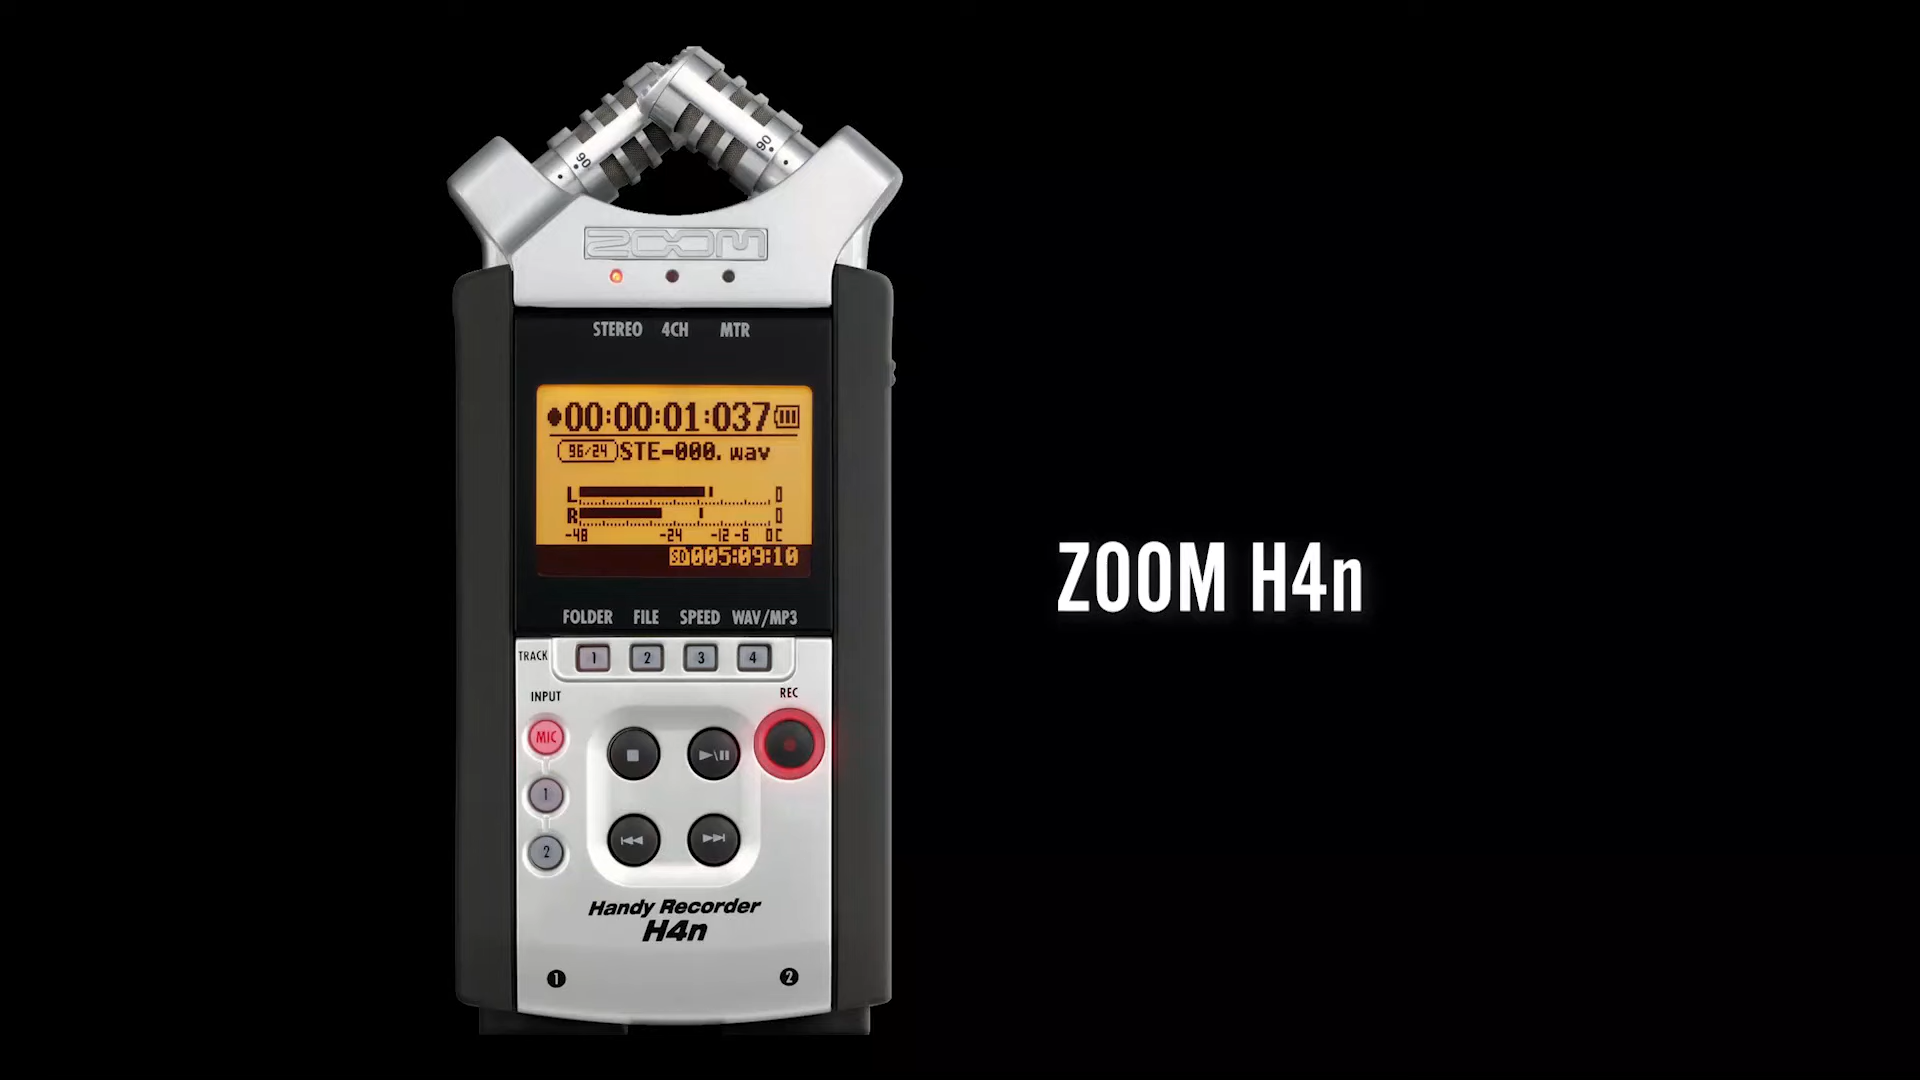 90 90
ZOOM
STEREO 4CH MTR
00:00:01:037
96/24 STE-000.wav
L 0
R 0
-48 -24 -12 -6 0C
SD 005:09:10
FOLDER FILE SPEED WAV/MP3
TRACK 1 2 3 4
INPUT REC
MIC
1
2
Handy Recorder
H4n
1 2
ZOOM H4n